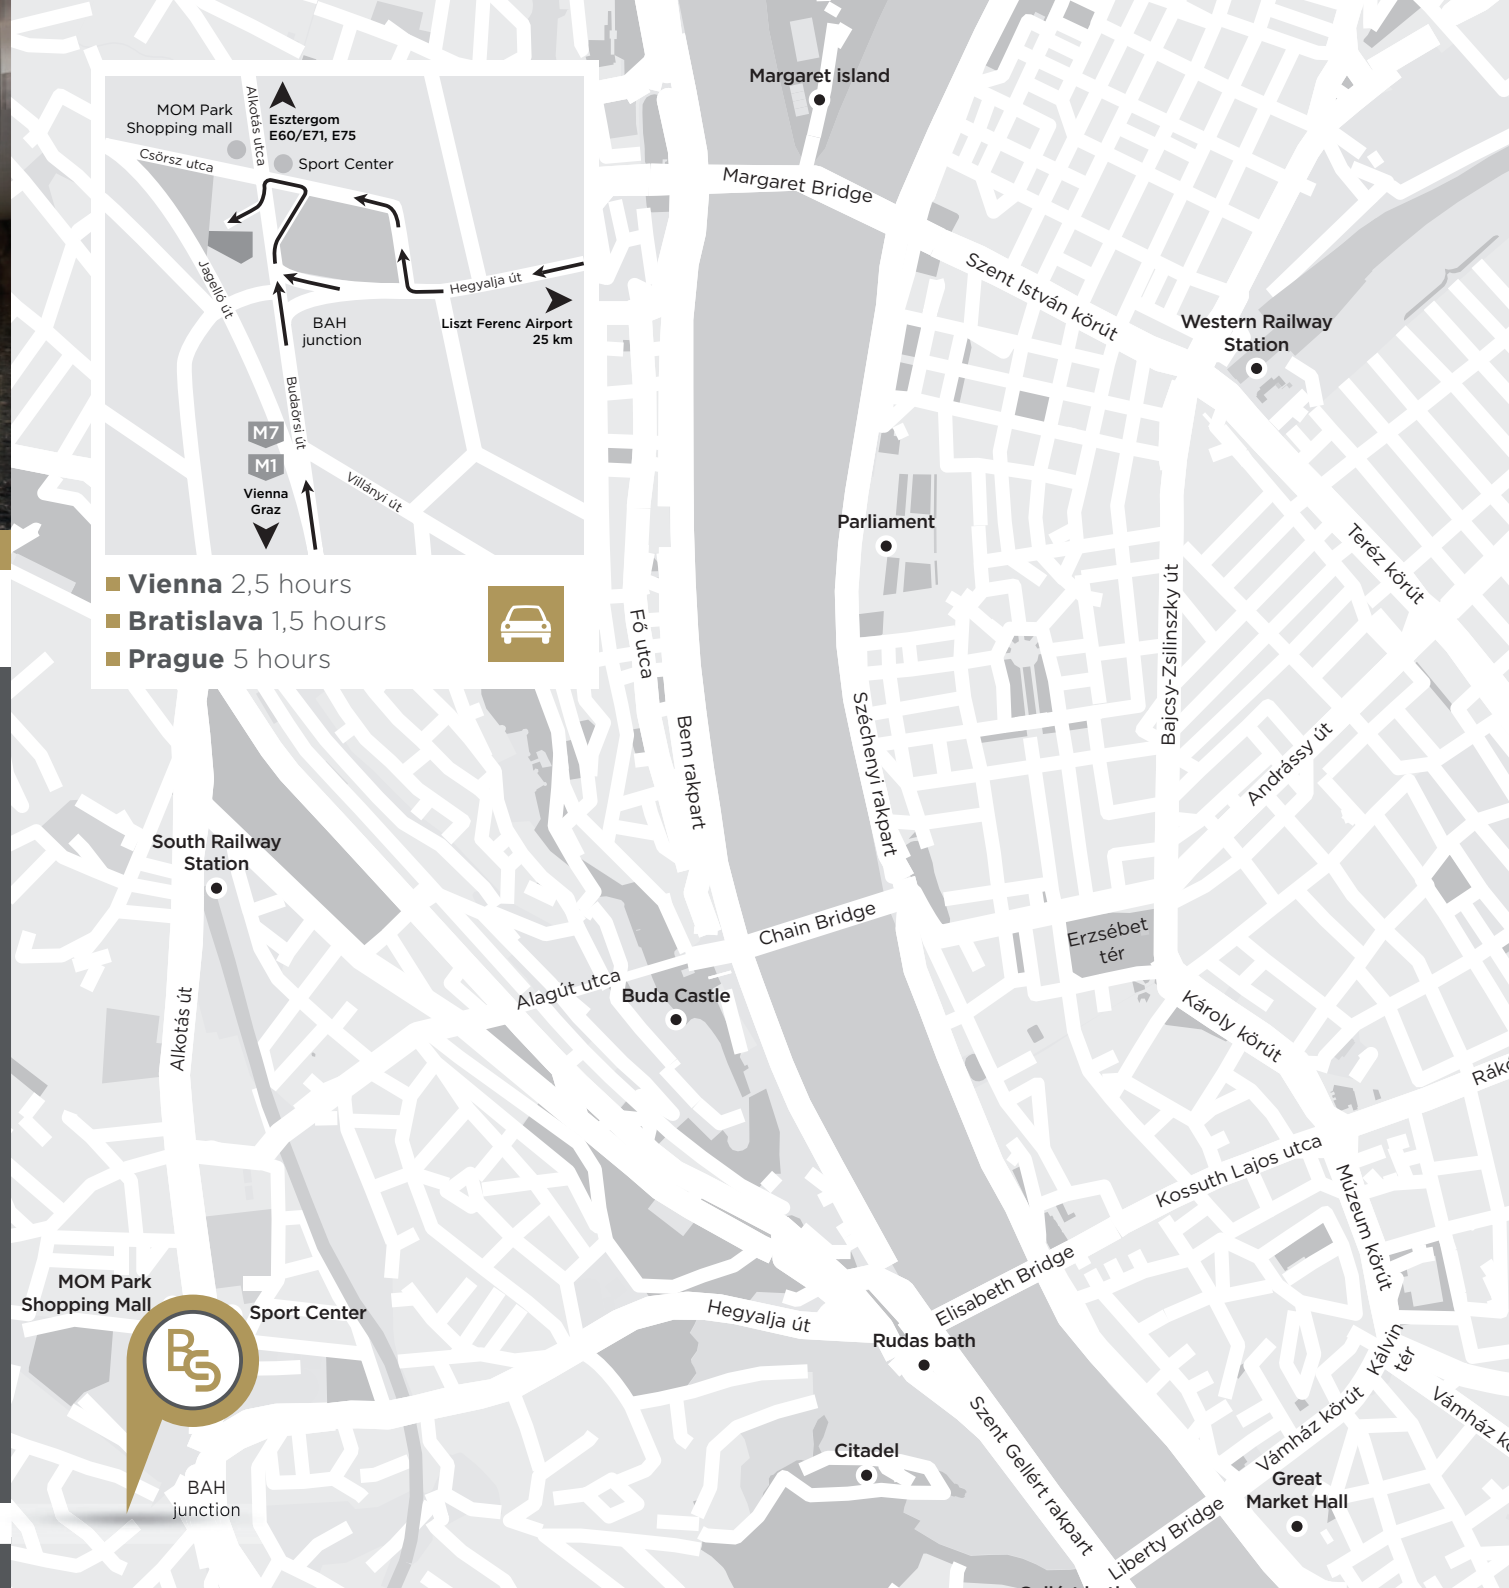 MOM Park
Shopping mall
Alkotás utca
Esztergom
E60/E71, E75
Csörsz utca
Sport Center
Jagelló út
Hegyalja út
BAH
junction
Liszt Ferenc Airport
25 km
Budaörsi út
M7
M1
Vienna
Graz
Villányi út
Vienna 2,5 hours
Bratislava 1,5 hours
Prague 5 hours
Margaret island
Margaret Bridge
Szent István körút
Western Railway
Station
Parliament
Teréz körút
Fő utca
Bem rakpart
Széchenyi rakpart
Bajcsy-Zsilinszky út
Andrássy út
South Railway
Station
Chain Bridge
Erzsébet
tér
Alagút utca
Buda Castle
Alkotás út
Károly körút
Kossuth Lajos utca
Múzeum körút
MOM Park
Shopping Mall
Sport Center
BS
Hegyalja út
Elisabeth Bridge
Rudas bath
Kálvin
tér
Vámház körút
Szent Gellért rakpart
Citadel
Great
Market Hall
BAH
junction
Liberty Bridge